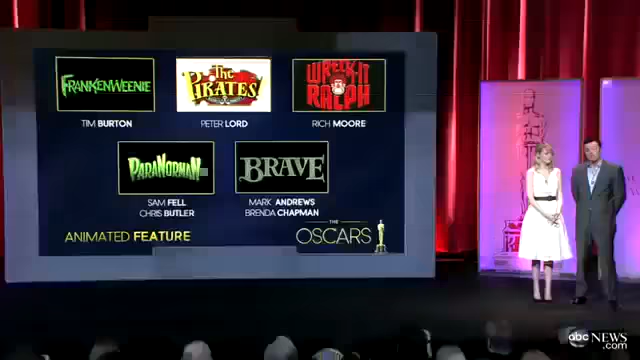 FRANKENWEENIE
The
PIRATES!
WRECK-IT
RALPH
TIM BURTON
PETER LORD
RICH MOORE
PARANORMAN
BRAVE
SAM FELL
CHRIS BUTLER
MARK ANDREWS
BRENDA CHAPMAN
ANIMATED FEATURE
THE
OSCARS
abc NEWS
.com